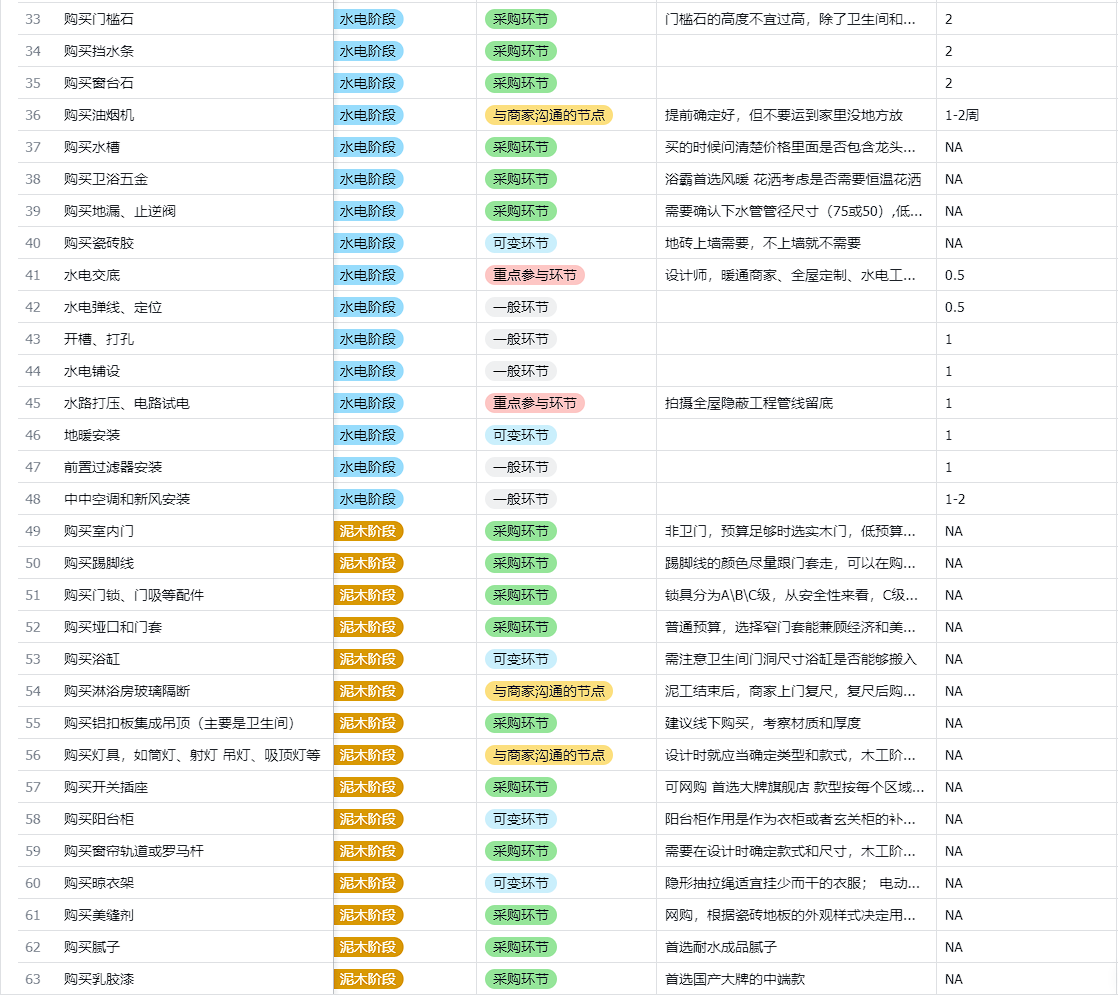 33 购买门槛石 水电阶段 采购环节 门槛石的高度不宜过高，除了卫生间和... 2
34 购买挡水条 水电阶段 采购环节 2
35 购买窗台石 水电阶段 采购环节 2
36 购买油烟机 水电阶段 与商家沟通的节点 提前确定好，但不要运到家里没地方放 1-2周
37 购买水槽 水电阶段 采购环节 买的时候问清楚价格里面是否包含龙头... NA
38 购买卫浴五金 水电阶段 采购环节 浴霸首选风暖 花洒考虑是否需要恒温花洒 NA
39 购买地漏、止逆阀 水电阶段 采购环节 需要确认下水管管径尺寸（75或50）,低... NA
40 购买瓷砖胶 水电阶段 可变环节 地砖上墙需要，不上墙就不需要 NA
41 水电交底 水电阶段 重点参与环节 设计师，暖通商家、全屋定制、水电工... 0.5
42 水电弹线、定位 水电阶段 一般环节 0.5
43 开槽、打孔 水电阶段 一般环节 1
44 水电铺设 水电阶段 一般环节 1
45 水路打压、电路试电 水电阶段 重点参与环节 拍摄全屋隐蔽工程管线留底 1
46 地暖安装 水电阶段 可变环节 1
47 前置过滤器安装 水电阶段 一般环节 1
48 中中空调和新风安装 水电阶段 一般环节 1-2
49 购买室内门 泥木阶段 采购环节 非卫门，预算足够时选实木门，低预算... NA
50 购买踢脚线 泥木阶段 采购环节 踢脚线的颜色尽量跟门套走，可以在购... NA
51 购买门锁、门吸等配件 泥木阶段 采购环节 锁具分为A\B\C级，从安全性来看，C级... NA
52 购买垭口和门套 泥木阶段 采购环节 普通预算，选择窄门套能兼顾经济和美... NA
53 购买浴缸 泥木阶段 可变环节 需注意卫生间门洞尺寸浴缸是否能够搬入 NA
54 购买淋浴房玻璃隔断 泥木阶段 与商家沟通的节点 泥工结束后，商家上门复尺，复尺后购... NA
55 购买铝扣板集成吊顶（主要是卫生间） 泥木阶段 采购环节 建议线下购买，考察材质和厚度 NA
56 购买灯具，如筒灯、射灯 吊灯、吸顶灯等 泥木阶段 与商家沟通的节点 设计时就应当确定类型和款式，木工阶... NA
57 购买开关插座 泥木阶段 采购环节 可网购 首选大牌旗舰店 款型按每个区域... NA
58 购买阳台柜 泥木阶段 可变环节 阳台柜作用是作为衣柜或者玄关柜的补... NA
59 购买窗帘轨道或罗马杆 泥木阶段 采购环节 需要在设计时确定款式和尺寸，木工阶... NA
60 购买晾衣架 泥木阶段 可变环节 隐形抽拉绳适宜挂少而干的衣服； 电动... NA
61 购买美缝剂 泥木阶段 采购环节 网购，根据瓷砖地板的外观样式决定用... NA
62 购买腻子 泥木阶段 采购环节 首选耐水成品腻子 NA
63 购买乳胶漆 泥木阶段 采购环节 首选国产大牌的中端款 NA